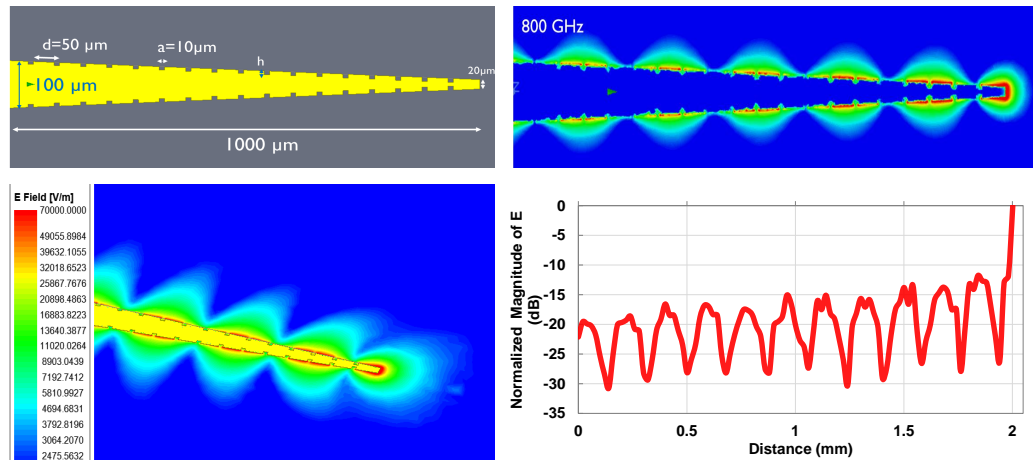 d=50 µm
a=10µm
h
100 µm
20µm
1000 µm
800 GHz
Z
E Field [V/m]
70000.0000
49055.8984
39632.1055
32018.6523
25867.7676
20898.4863
16883.8223
13640.3877
11020.0264
8903.0439
7192.7412
5810.9927
4694.6831
3792.8196
3064.2070
2475.5632
Normalized Magnitude of E
(dB)
0
-5
-10
-15
-20
-25
-30
-35
0
0.5
1
1.5
2
Distance (mm)